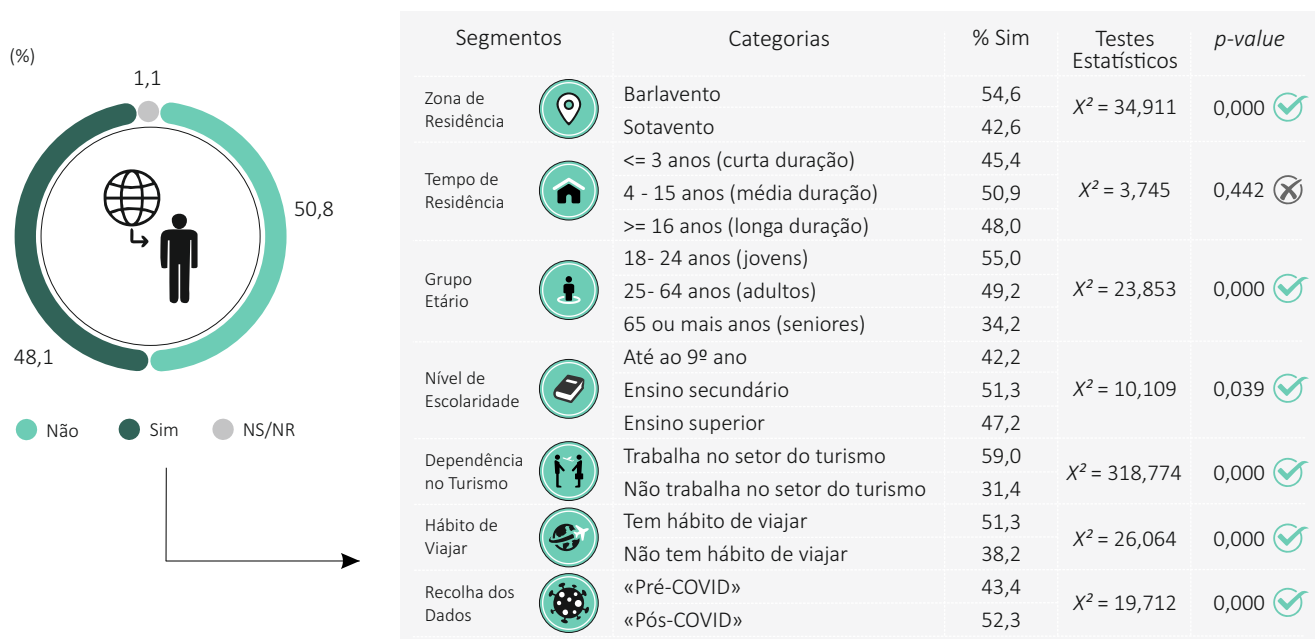 (%)
1,1
50,8
48,1
Não Sim NS/NR
Segmentos Categorias % Sim Testes Estatísticos p-value
Zona de Residência
Barlavento 54,6
Sotavento 42,6
X² = 34,911 0,000
Tempo de Residência
<= 3 anos (curta duração) 45,4
4 - 15 anos (média duração) 50,9
>= 16 anos (longa duração) 48,0
X² = 3,745 0,442
Grupo Etário
18- 24 anos (jovens) 55,0
25- 64 anos (adultos) 49,2
65 ou mais anos (seniores) 34,2
X² = 23,853 0,000
Nível de Escolaridade
Até ao 9º ano 42,2
Ensino secundário 51,3
Ensino superior 47,2
X² = 10,109 0,039
Dependência no Turismo
Trabalha no setor do turismo 59,0
Não trabalha no setor do turismo 31,4
X² = 318,774 0,000
Hábito de Viajar
Tem hábito de viajar 51,3
Não tem hábito de viajar 38,2
X² = 26,064 0,000
Recolha dos Dados
«Pré-COVID» 43,4
«Pós-COVID» 52,3
X² = 19,712 0,000